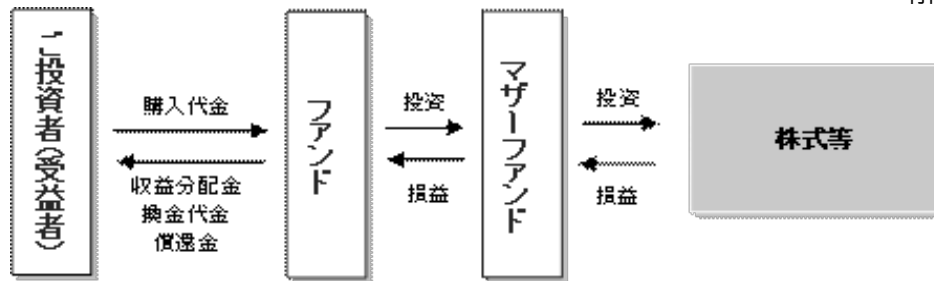 ご投資者(受益者)
購入代金
収益分配金
換金代金
償還金
ファンド
投資
損益
マザーファンド
投资
損益
株式等